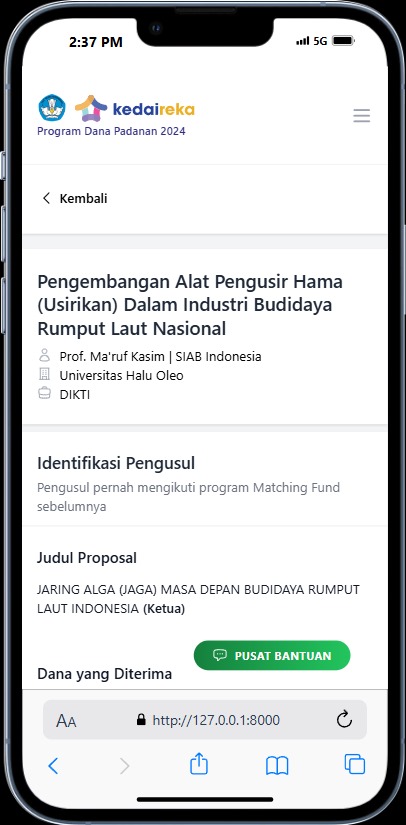 2:37 PM
5G
kedaireka
Program Dana Padanan 2024
Kembali
Pengembangan Alat Pengusir Hama
(Usirikan) Dalam Industri Budidaya
Rumput Laut Nasional
Prof. Ma'ruf Kasim | SIAB Indonesia
Universitas Halu Oleo
DIKTI
Identifikasi Pengusul
Pengusul pernah mengikuti program Matching Fund
sebelumnya
Judul Proposal
JARING ALGA (JAGA) MASA DEPAN BUDIDAYA RUMPUT
LAUT INDONESIA (Ketua)
PUSAT BANTUAN
Dana yang Diterima
AA
http://127.0.0.1:8000